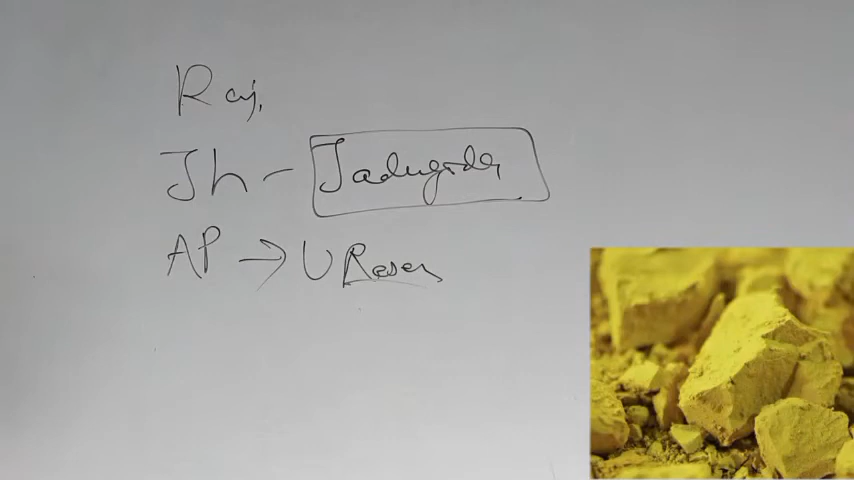 Raj,
Jh - Jadugoda
AP → U Reser